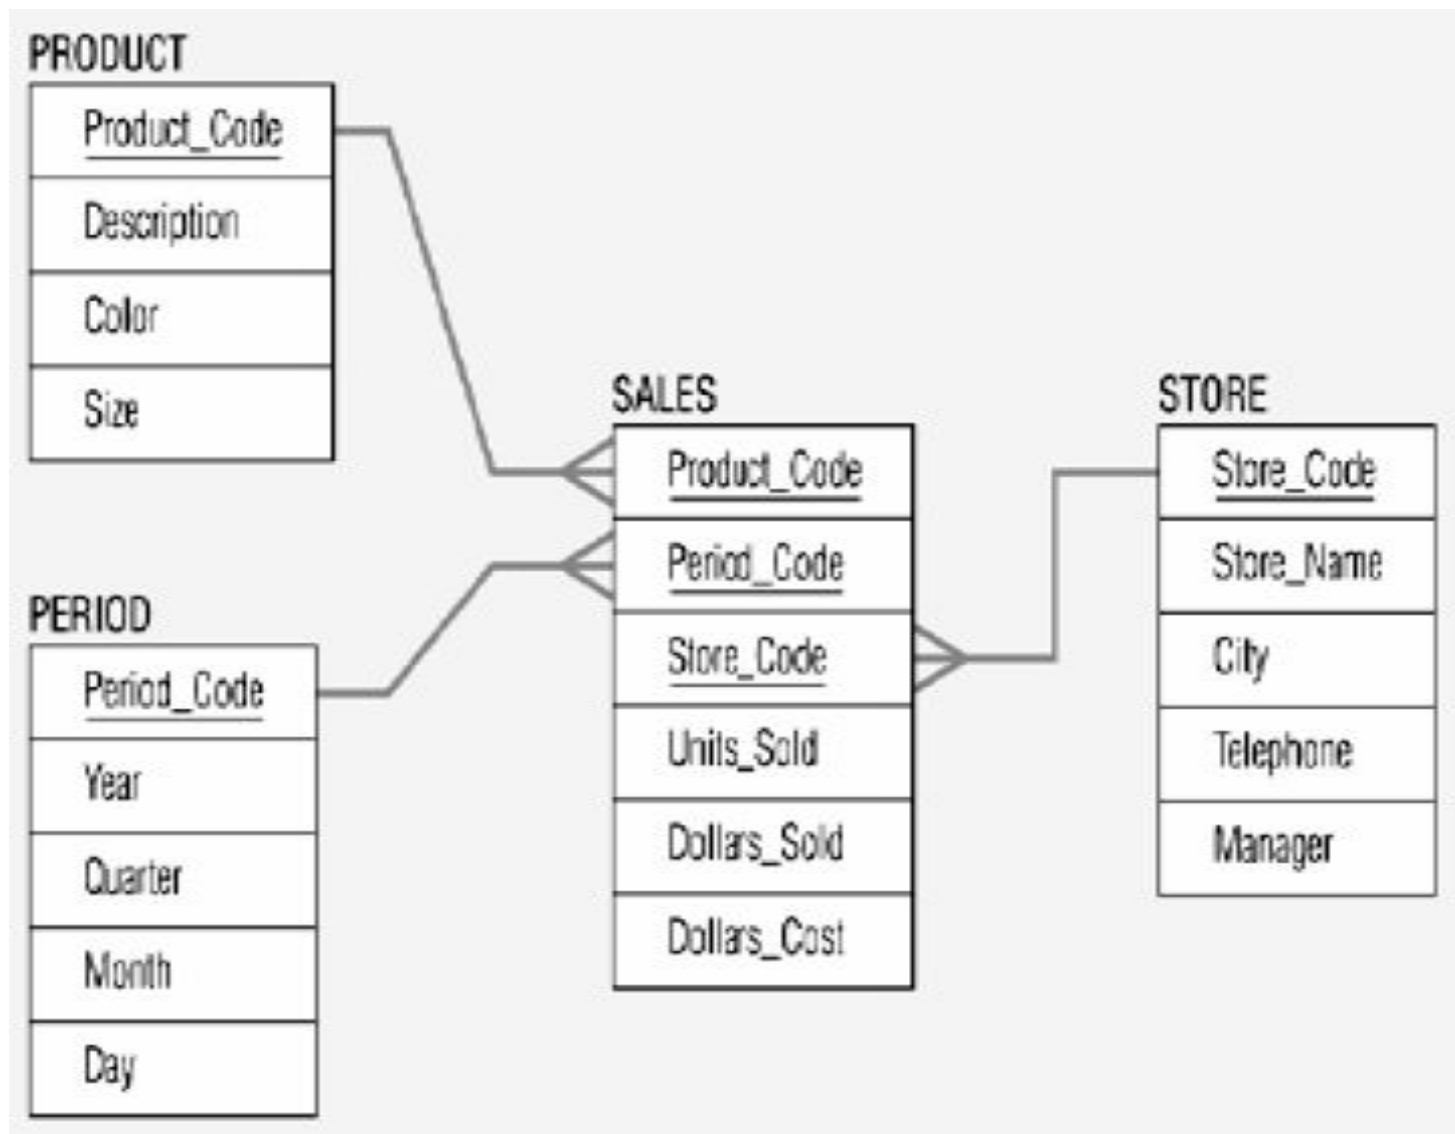 PRODUCT
Product_Code
Description
Color
Size
PERIOD
Period_Code
Year
Quarter
Month
Day
SALES
Product_Code
Period_Code
Store_Code
Units_Sold
Dollars_Sold
Dollars_Cost
STORE
Store_Code
Store_Name
City
Telephone
Manager